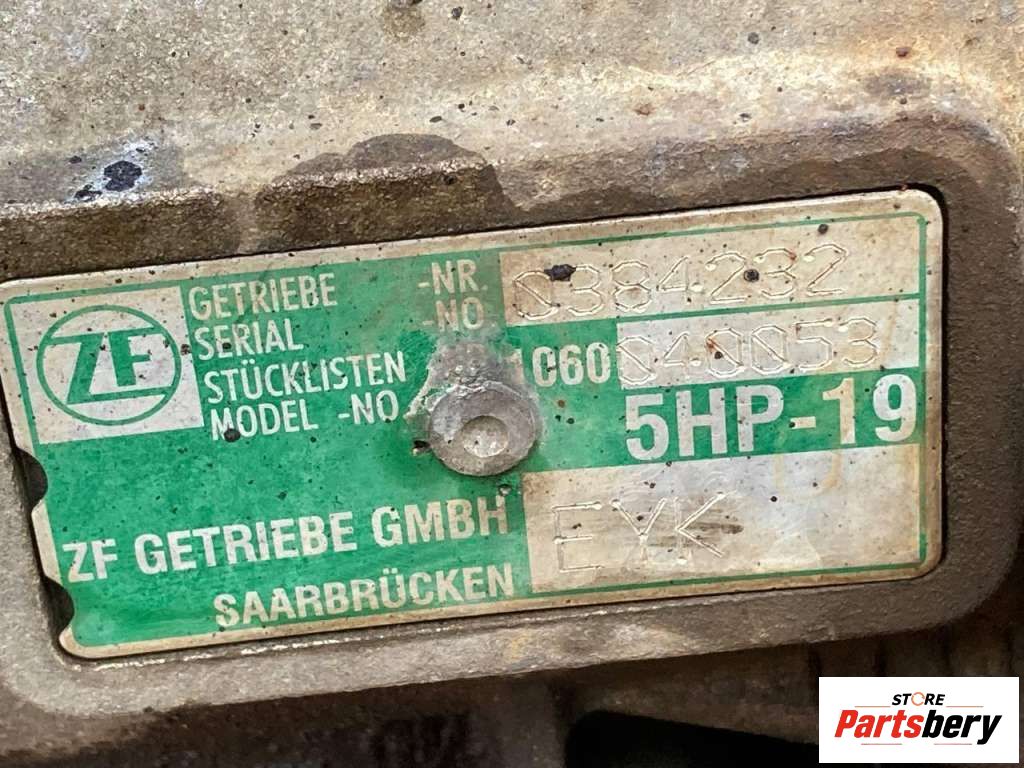 ZF
GETRIEBE -NR. 0384232
SERIAL -NO
STÜCKLISTEN 1060 040053
MODEL -NO
5HP-19
ZF GETRIEBE GMBH EYK
SAARBRÜCKEN
STORE
Partsbery